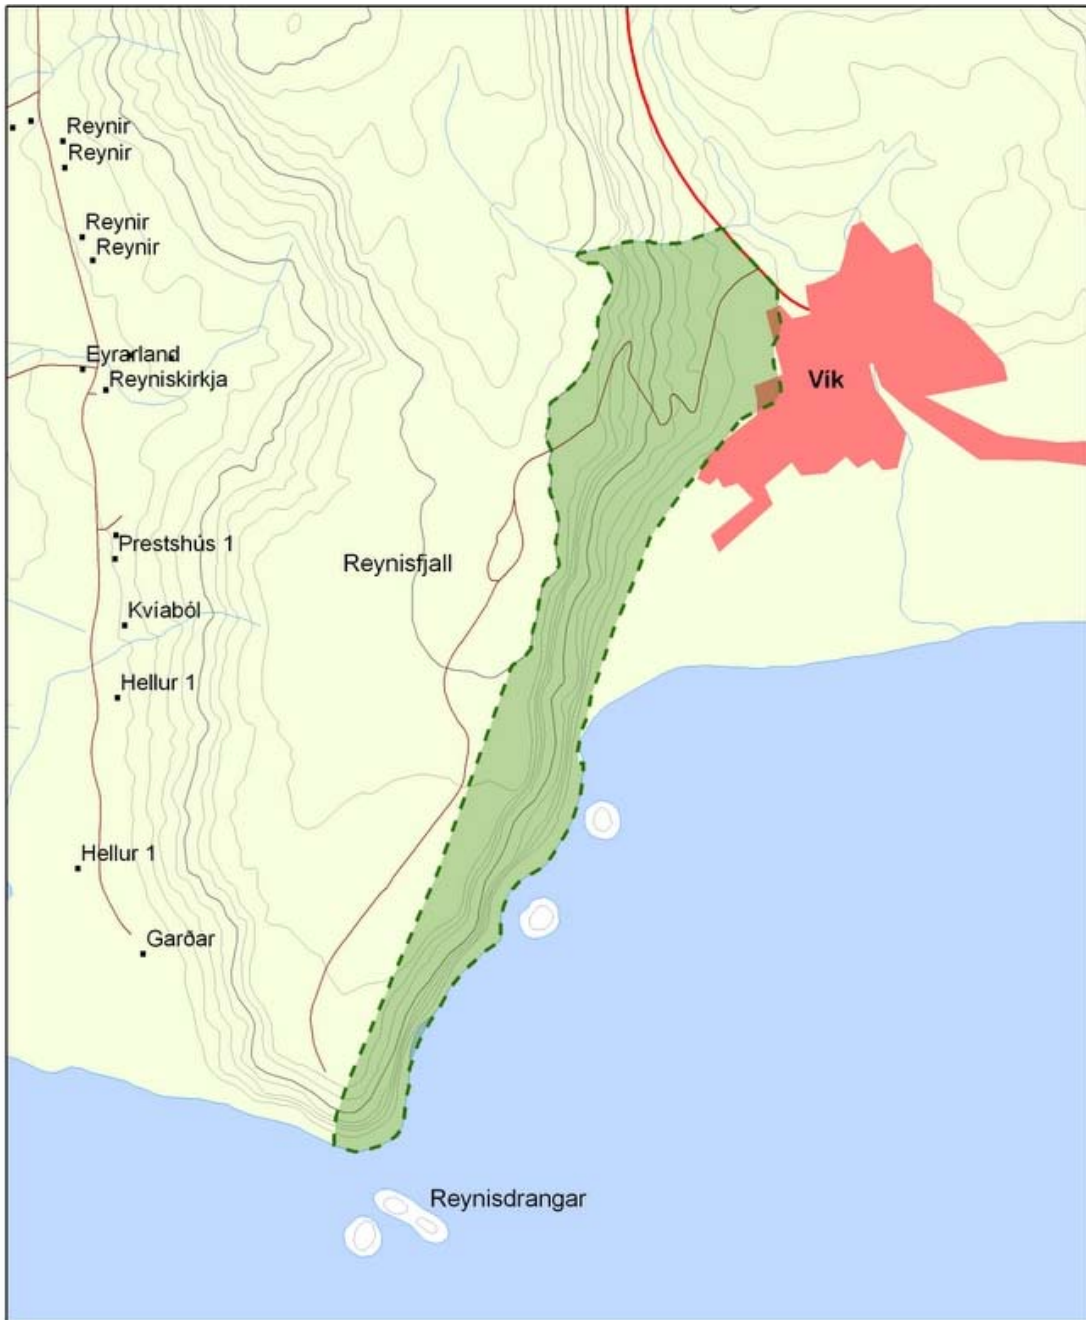 Reynir
Reynir
Reynir
Reynir
Eyrarland
Reyniskirkja
Vík
Prestshús 1
Reynisfjall
Kvíaból
Hellur 1
Hellur 1
Garðar
Reynisdrangar